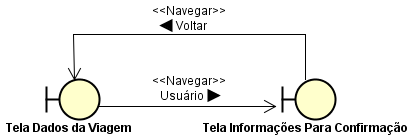 <<Navegar>>
◀ Voltar
<<Navegar>>
Usuário ▶
Tela Dados da Viagem
Tela Informações Para Confirmação